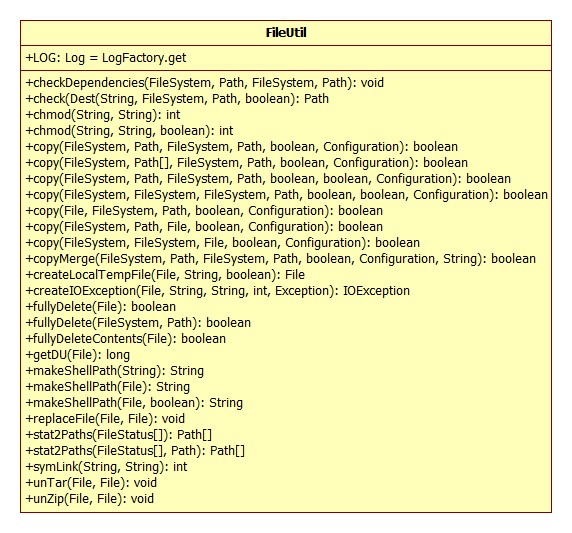 FileUtil
+LOG: Log = LogFactory.get
+checkDependencies(FileSystem, Path, FileSystem, Path): void
+check(Dest(String, FileSystem, Path, boolean): Path
+chmod(String, String): int
+chmod(String, String, boolean): int
+copy(FileSystem, Path, FileSystem, Path, boolean, Configuration): boolean
+copy(FileSystem, Path[], FileSystem, Path, boolean, Configuration): boolean
+copy(FileSystem, Path, FileSystem, Path, boolean, boolean, Configuration): boolean
+copy(FileSystem, FileSystem, FileSystem, Path, boolean, boolean, Configuration): boolean
+copy(File, FileSystem, Path, boolean, Configuration): boolean
+copy(FileSystem, Path, File, boolean, Configuration): boolean
+copy(FileSystem, FileSystem, File, boolean, Configuration): boolean
+copyMerge(FileSystem, Path, FileSystem, Path, boolean, Configuration, String): boolean
+createLocalTempFile(File, String, boolean): File
+createIOException(File, String, String, int, Exception): IOException
+fullyDelete(File): boolean
+fullyDelete(FileSystem, Path): boolean
+fullyDeleteContents(File): boolean
+getDU(File): long
+makeShellPath(String): String
+makeShellPath(File): String
+makeShellPath(File, boolean): String
+replaceFile(File, File): void
+stat2Paths(FileStatus[]): Path[]
+stat2Paths(FileStatus[], Path): Path[]
+symLink(String, String): int
+unTar(File, File): void
+unZip(File, File): void